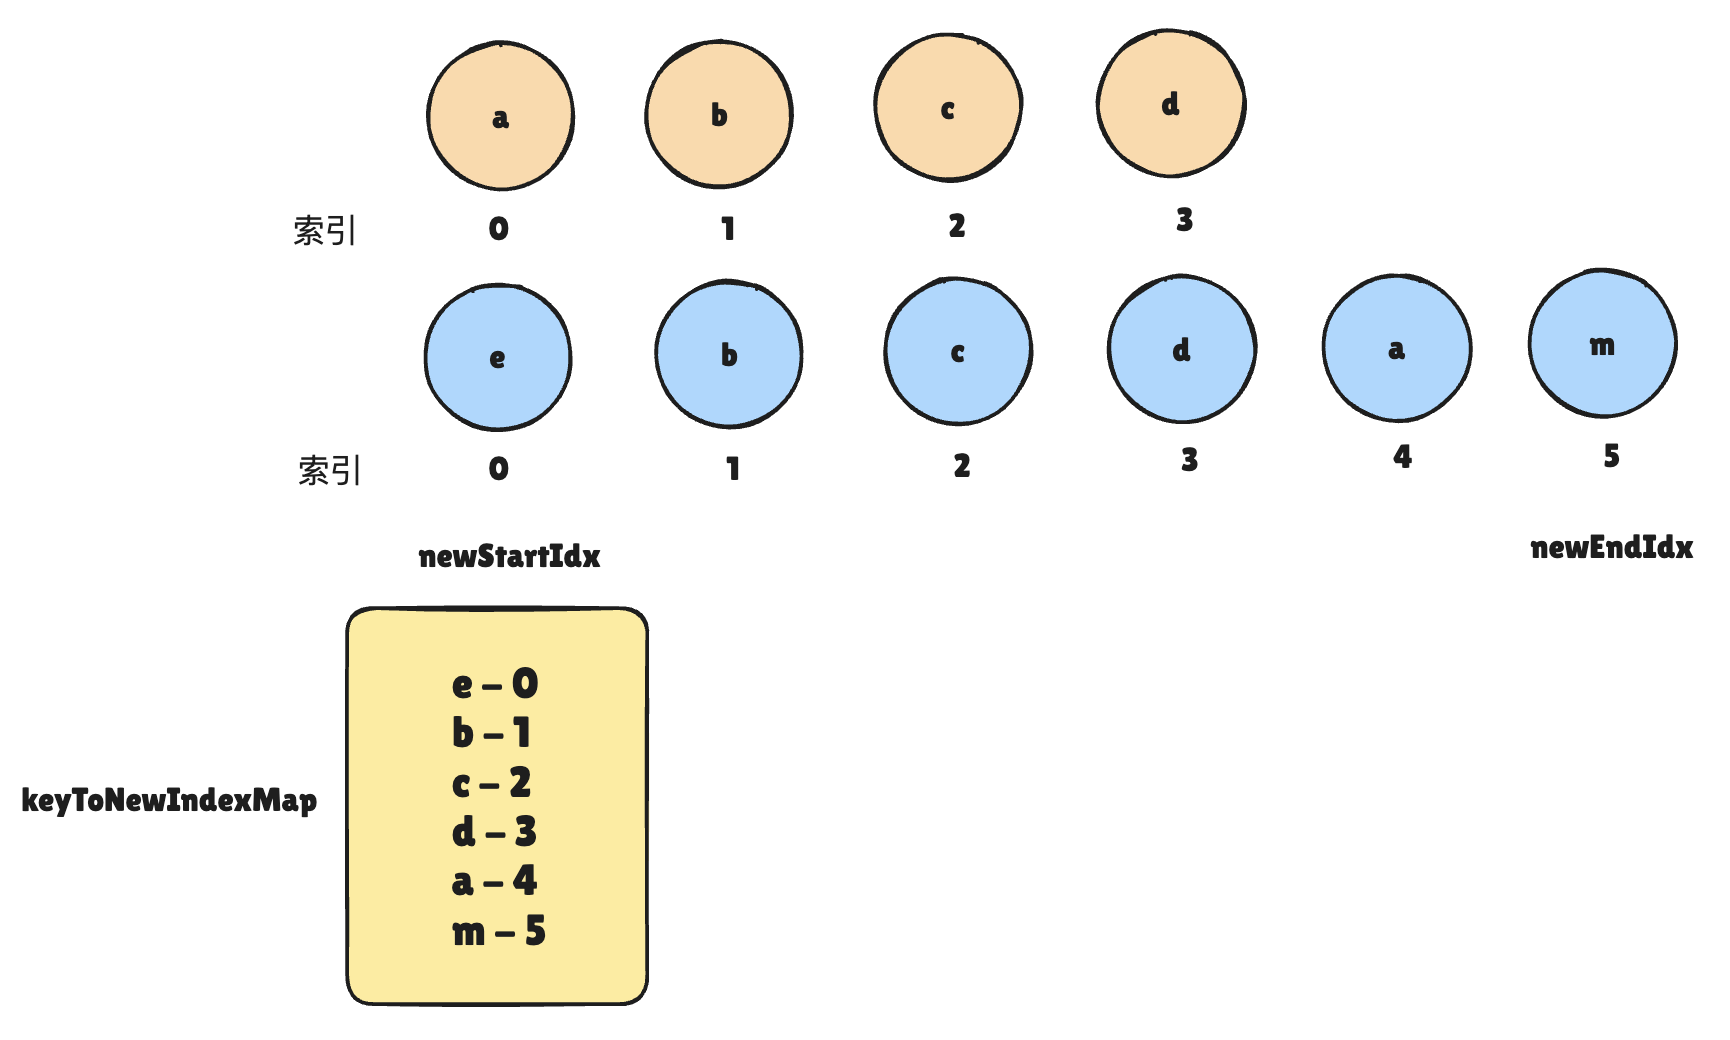 a b c d
索引 0 1 2 3
e b c d a m
索引 0 1 2 3 4 5
newStartIdx newEndIdx
e - 0
b - 1
c - 2
keyToNewIndexMap
d - 3
a - 4
m - 5